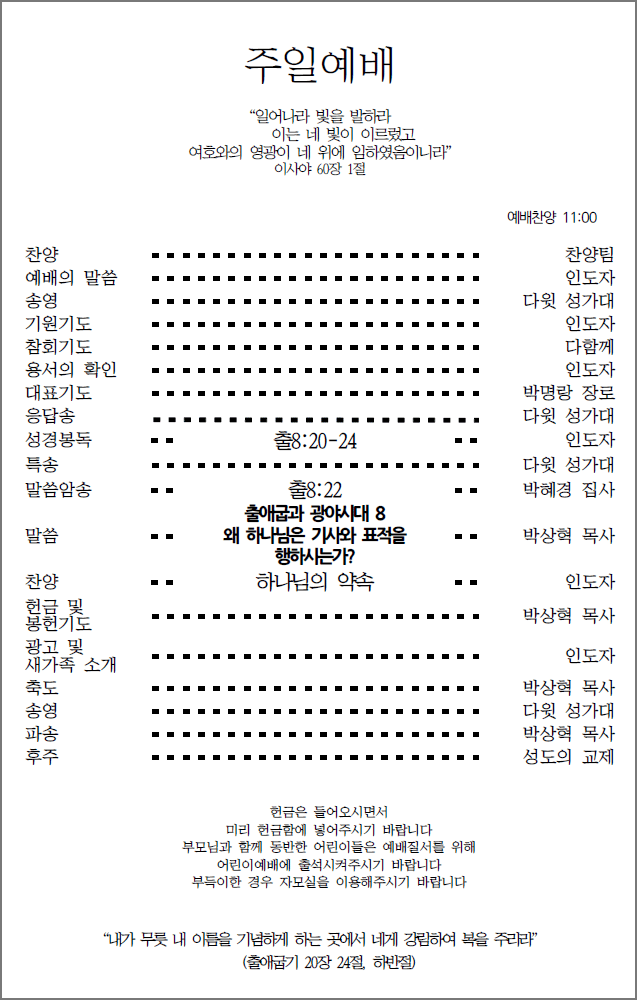 주일예배
“일어나라 빛을 발하라
이는 네 빛이 이르렀고
여호와의 영광이 네 위에 임하였음이니라”
이사야 60장 1절
예배찬양 11:00
찬양 찬양팀
예배의 말씀 인도자
송영 다윗 성가대
기원기도 인도자
참회기도 다함께
용서의 확인 인도자
대표기도 박명랑 장로
응답송 다윗 성가대
성경봉독 출8:20-24 인도자
특송 다윗 성가대
말씀암송 출8:22 박혜경 집사
출애굽과 광야시대 8
말씀 왜 하나님은 기사와 표적을 박상혁 목사
행하시는가?
찬양 하나님의 약속 인도자
헌금 및
봉헌기도 박상혁 목사
광고 및
새가족 소개 인도자
축도 박상혁 목사
송영 다윗 성가대
파송 박상혁 목사
후주 성도의 교제
헌금은 들어오시면서
미리 헌금함에 넣어주시기 바랍니다
부모님과 함께 동반한 어린이들은 예배질서를 위해
어린이예배에 출석시켜주시기 바랍니다
부득이한 경우 자모실을 이용해주시기 바랍니다
“내가 무릇 내 이름을 기념하게 하는 곳에서 네게 강림하여 복을 주리라”
(출애굽기 20장 24절, 하반절)